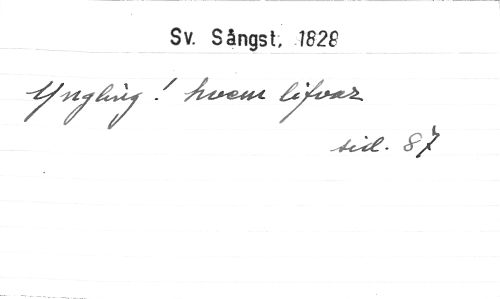 Sv. Sångst, 1828
Yngling! hvem lifvar
sid. 87